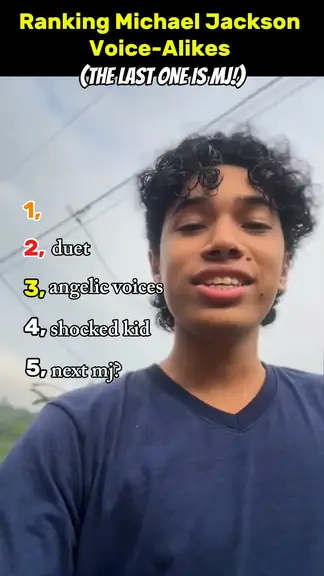 Ranking Michael Jackson
Voice-Alikes
(THE LAST ONE IS MJ!)
1,
2, duet
3, angelic voices
4, shocked kid
5, next mj?